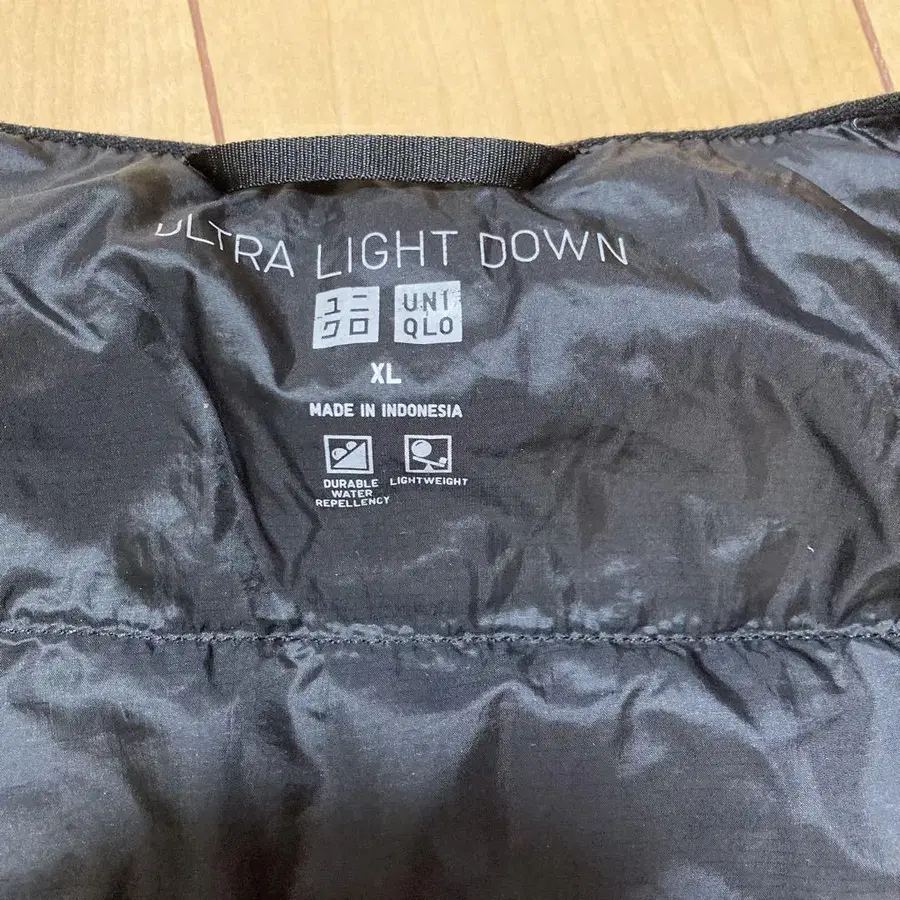 ULTRA LIGHT DOWN
ユニ UNI
クロ QLO
XL
MADE IN INDONESIA
DURABLE LIGHTWEIGHT
WATER
REPELLENCY